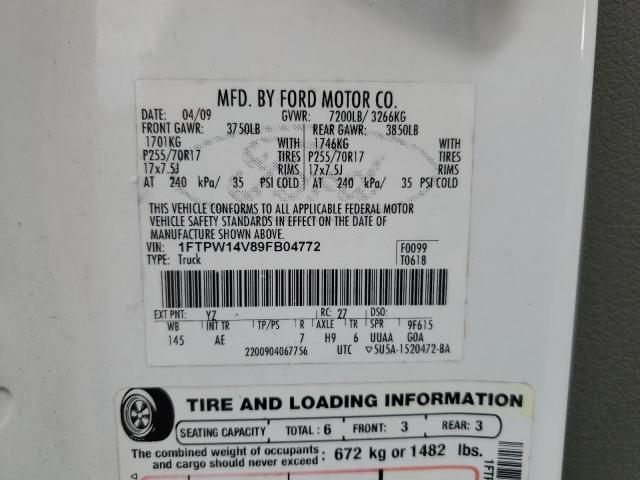 MFD. BY FORD MOTOR CO.
DATE: 04/09 GVWR: 7200LB/ 3266KG
FRONT GAWR: 3750LB REAR GAWR: 3850LB
1701KG WITH 1746KG WITH
P255/70R17 TIRES P255/70R17 TIRES
17x7.5J RIMS 17x7.5J RIMS
AT 240 kPa/ 35 PSI COLD AT 240 kPa/ 35 PSI COLD
THIS VEHICLE CONFORMS TO ALL APPLICABLE FEDERAL MOTOR
VEHICLE SAFETY STANDARDS IN EFFECT ON THE DATE OF
MANUFACTURE SHOWN ABOVE.
VIN: 1FTPW14V89FB04772 F0099
TYPE: Truck T0618
EXT PNT: YZ RC: 27 DSO:
WB INT TR TP/PS R AXLE TR SPR 9F615
145 AE 7 H9 6 UUAA G0A
2200904067756 UTC ▽5U5A-1520472-BA
TIRE AND LOADING INFORMATION
SEATING CAPACITY TOTAL: 6 FRONT: 3 REAR: 3
The combined weight of occupants and cargo should never exceed: 672 kg or 1482 lbs.